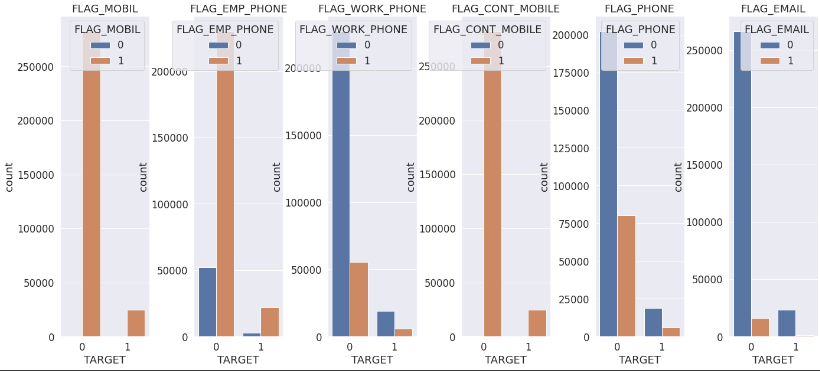 FLAG_MOBIL
FLAG_MOBIL
0
1
250000
200000
150000
100000
50000
0
count
0 1
TARGET
FLAG_EMP_PHONE
FLAG_EMP_PHONE
0
1
200000
150000
100000
50000
0
count
0 1
TARGET
FLAG_WORK_PHONE
FLAG_WORK_PHONE
0
1
200000
150000
100000
50000
0
0 1
TARGET
FLAG_CONT_MOBILE
FLAG_CONT_MOBILE
0
1
250000
200000
150000
100000
50000
0
count
0 1
TARGET
FLAG_PHONE
FLAG_PHONE
0
1
200000
175000
150000
125000
100000
75000
50000
25000
0
count
0 1
TARGET
FLAG_EMAIL
FLAG_EMAIL
0
1
250000
200000
150000
100000
50000
0
count
0 1
TARGET